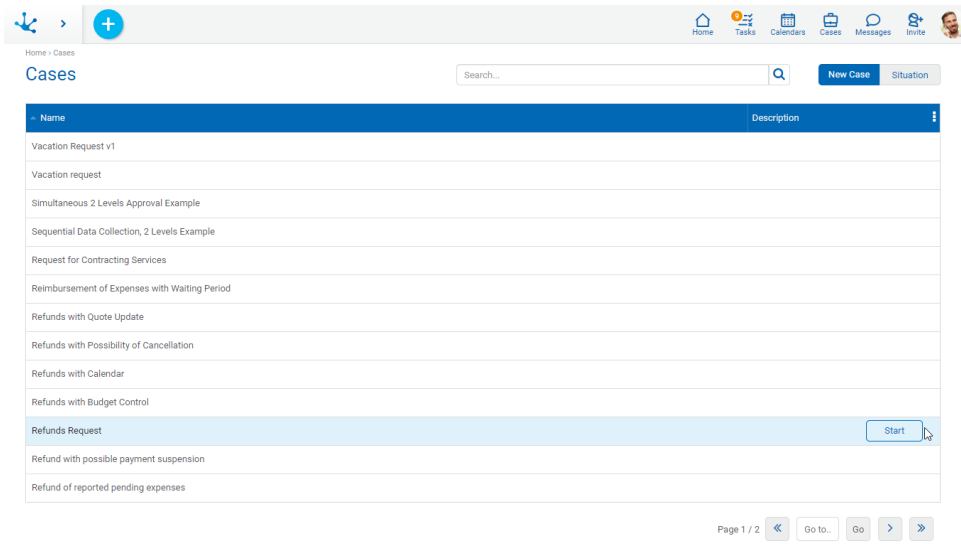 9
Home
Tasks
Calendars
Cases
Messages
Invite
Home › Cases
Cases
Search...
New Case
Situation
Name
Description
Vacation Request v1
Vacation request
Simultaneous 2 Levels Approval Example
Sequential Data Collection, 2 Levels Example
Request for Contracting Services
Reimbursement of Expenses with Waiting Period
Refunds with Quote Update
Refunds with Possibility of Cancellation
Refunds with Calendar
Refunds with Budget Control
Refunds Request
Start
Refund with possible payment suspension
Refund of reported pending expenses
Page 1 / 2
Go to..
Go